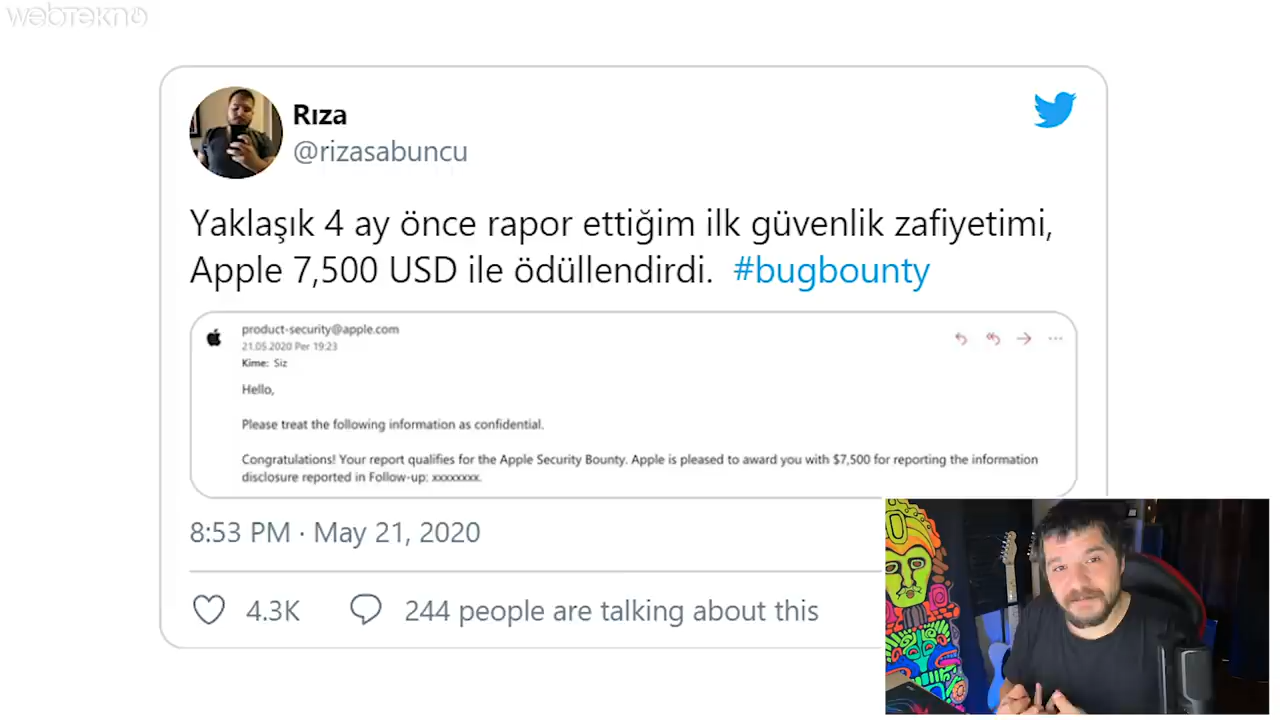 webtekno
Rıza
@rizasabuncu
Yaklaşık 4 ay önce rapor ettiğim ilk güvenlik zafiyetimi,
Apple 7,500 USD ile ödüllendirdi. #bugbounty
product-security@apple.com
21.05.2020 Per 19:23
Kime: Siz
Hello,
Please treat the following information as confidential.
Congratulations! Your report qualifies for the Apple Security Bounty. Apple is pleased to award you with $7,500 for reporting the information
disclosure reported in Follow-up: xxxxxxxx.
8:53 PM · May 21, 2020
4.3K
244 people are talking about this